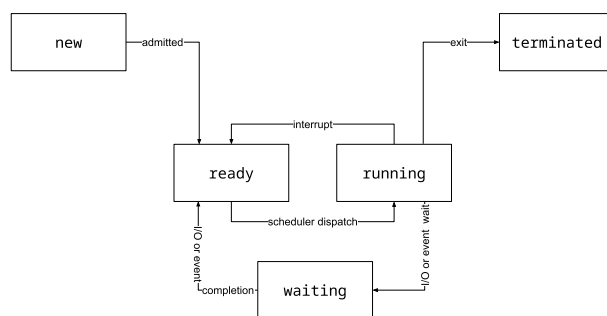 new
admitted
exit
terminated
interrupt
ready
running
scheduler dispatch
I/O or event
completion
waiting
I/O or event wait